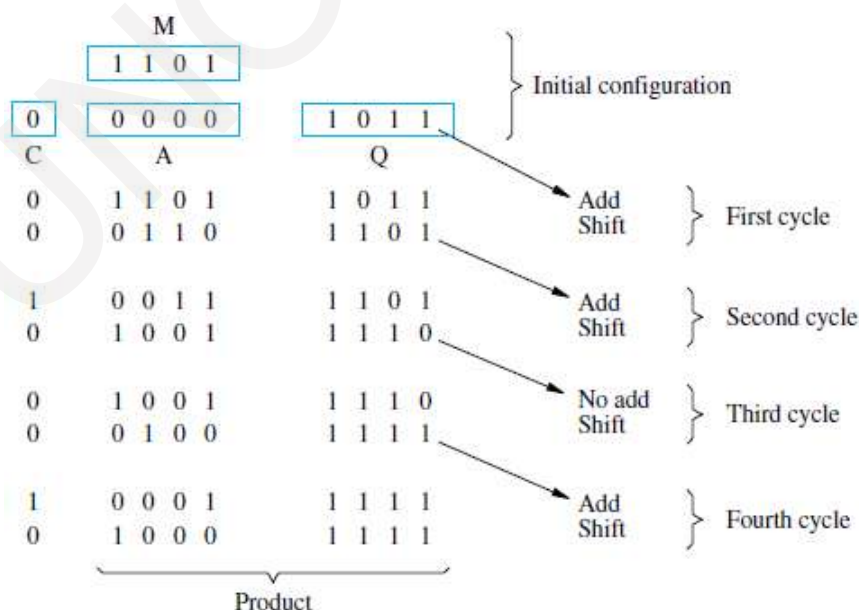 M
1 1 0 1
Initial configuration
0 0 0 0 0 1 0 1 1
C A Q
0 1 1 0 1 1 0 1 1 Add
0 0 1 1 0 1 1 0 1 Shift
First cycle
1 0 0 1 1 1 1 0 1 Add
0 1 0 0 1 1 1 1 0 Shift
Second cycle
0 1 0 0 1 1 1 1 0 No add
0 0 1 0 0 1 1 1 1 Shift
Third cycle
1 0 0 0 1 1 1 1 1 Add
0 1 0 0 0 1 1 1 1 Shift
Fourth cycle
Product